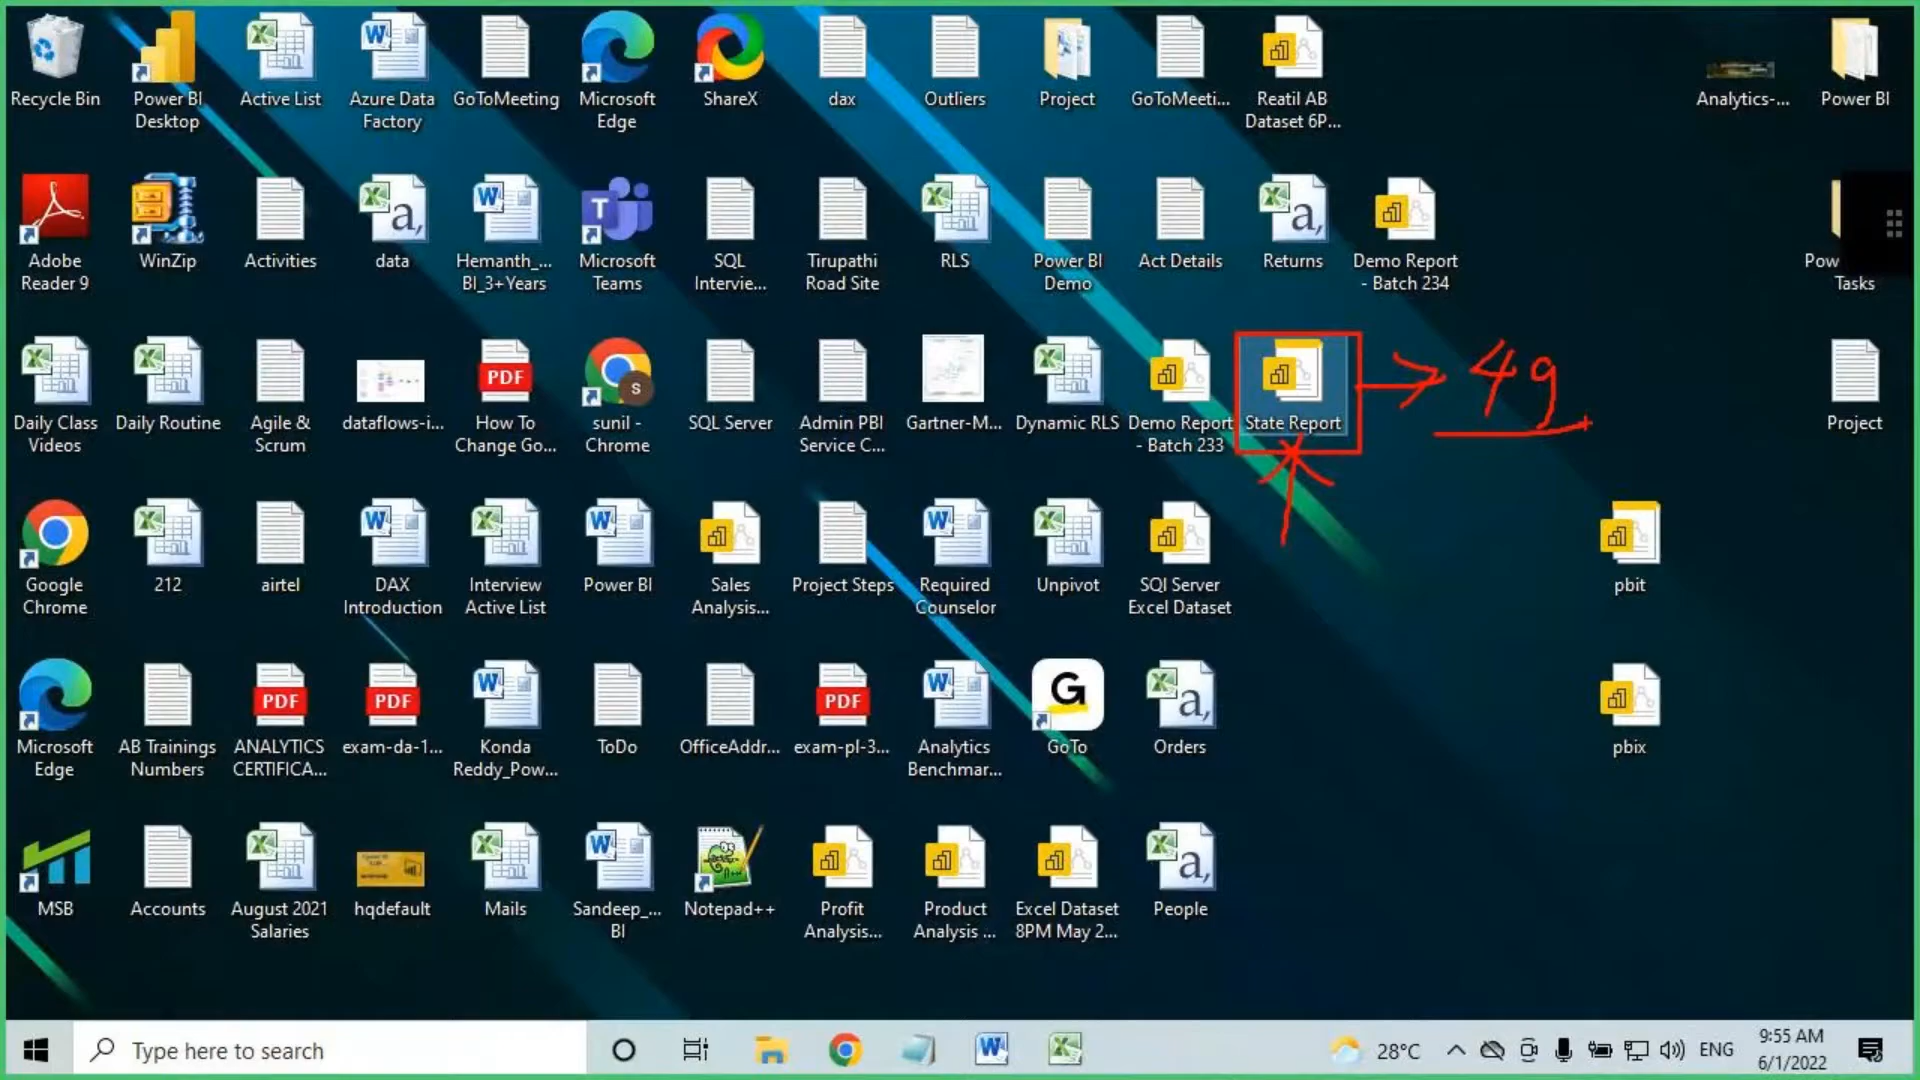 Recycle Bin
Power BI
Desktop
Active List
Azure Data
Factory
GoToMeeting
Microsoft
Edge
ShareX
dax
Outliers
Project
GoToMeeti...
Reatil AB
Dataset 6P...
Analytics-...
Power BI
Adobe
Reader 9
WinZip
Activities
a,
data
Hemanth_...
BI_3+Years
T
Microsoft
Teams
SQL
Intervie...
Tirupathi
Road Site
RLS
Power BI
Demo
Act Details
a,
Returns
Demo Report
- Batch 234
Pow
Tasks
Daily Class
Videos
Daily Routine
Agile &
Scrum
dataflows-i...
PDF
How To
Change Go...
S
sunil -
Chrome
SQL Server
Admin PBI
Service C...
Gartner-M...
Dynamic RLS
Demo Report
- Batch 233
State Report
49
Project
Google
Chrome
212
airtel
DAX
Introduction
Interview
Active List
Power BI
Sales
Analysis...
Project Steps
Required
Counselor
Unpivot
SQl Server
Excel Dataset
pbit
Microsoft
Edge
AB Trainings
Numbers
PDF
ANALYTICS
CERTIFICA...
PDF
exam-da-1...
Konda
Reddy_Pow...
ToDo
OfficeAddr...
PDF
exam-pl-3...
Analytics
Benchmar...
G
GoTo
a,
Orders
pbix
MSB
Accounts
August 2021
Salaries
hqdefault
Mails
Sandeep_...
BI
Notepad++
Profit
Analysis...
Product
Analysis ...
Excel Dataset
8PM May 2...
a,
People
Type here to search
28°C
ENG
9:55 AM
6/1/2022